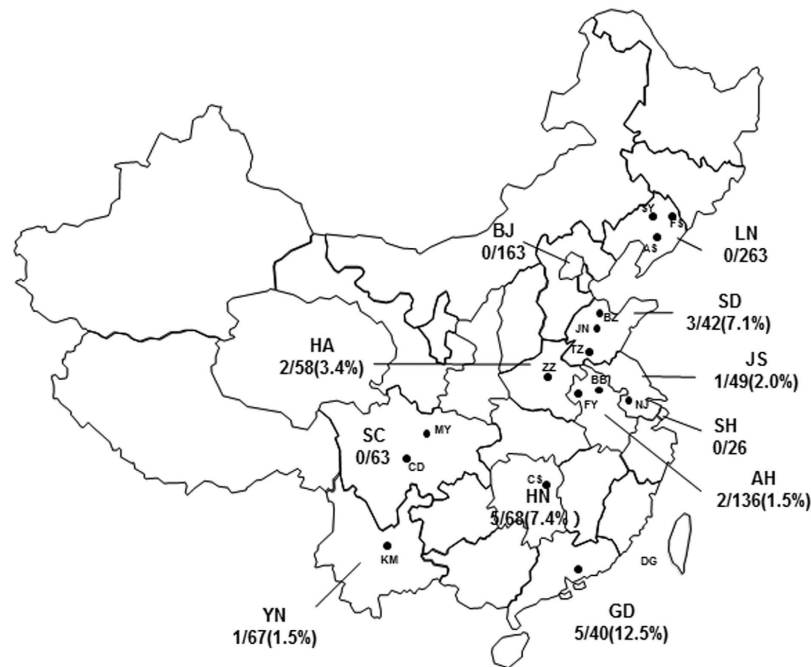 SY
FS
AS
BJ
0/163
LN
0/263
BZ
JN
TZ
SD
3/42(7.1%)
HA
2/58(3.4%)
ZZ
JS
1/49(2.0%)
BB
FY
NJ
SH
0/26
SC
0/63
MY
CD
AH
2/136(1.5%)
CS
HN
5/68(7.4%)
KM
DG
YN
1/67(1.5%)
GD
5/40(12.5%)